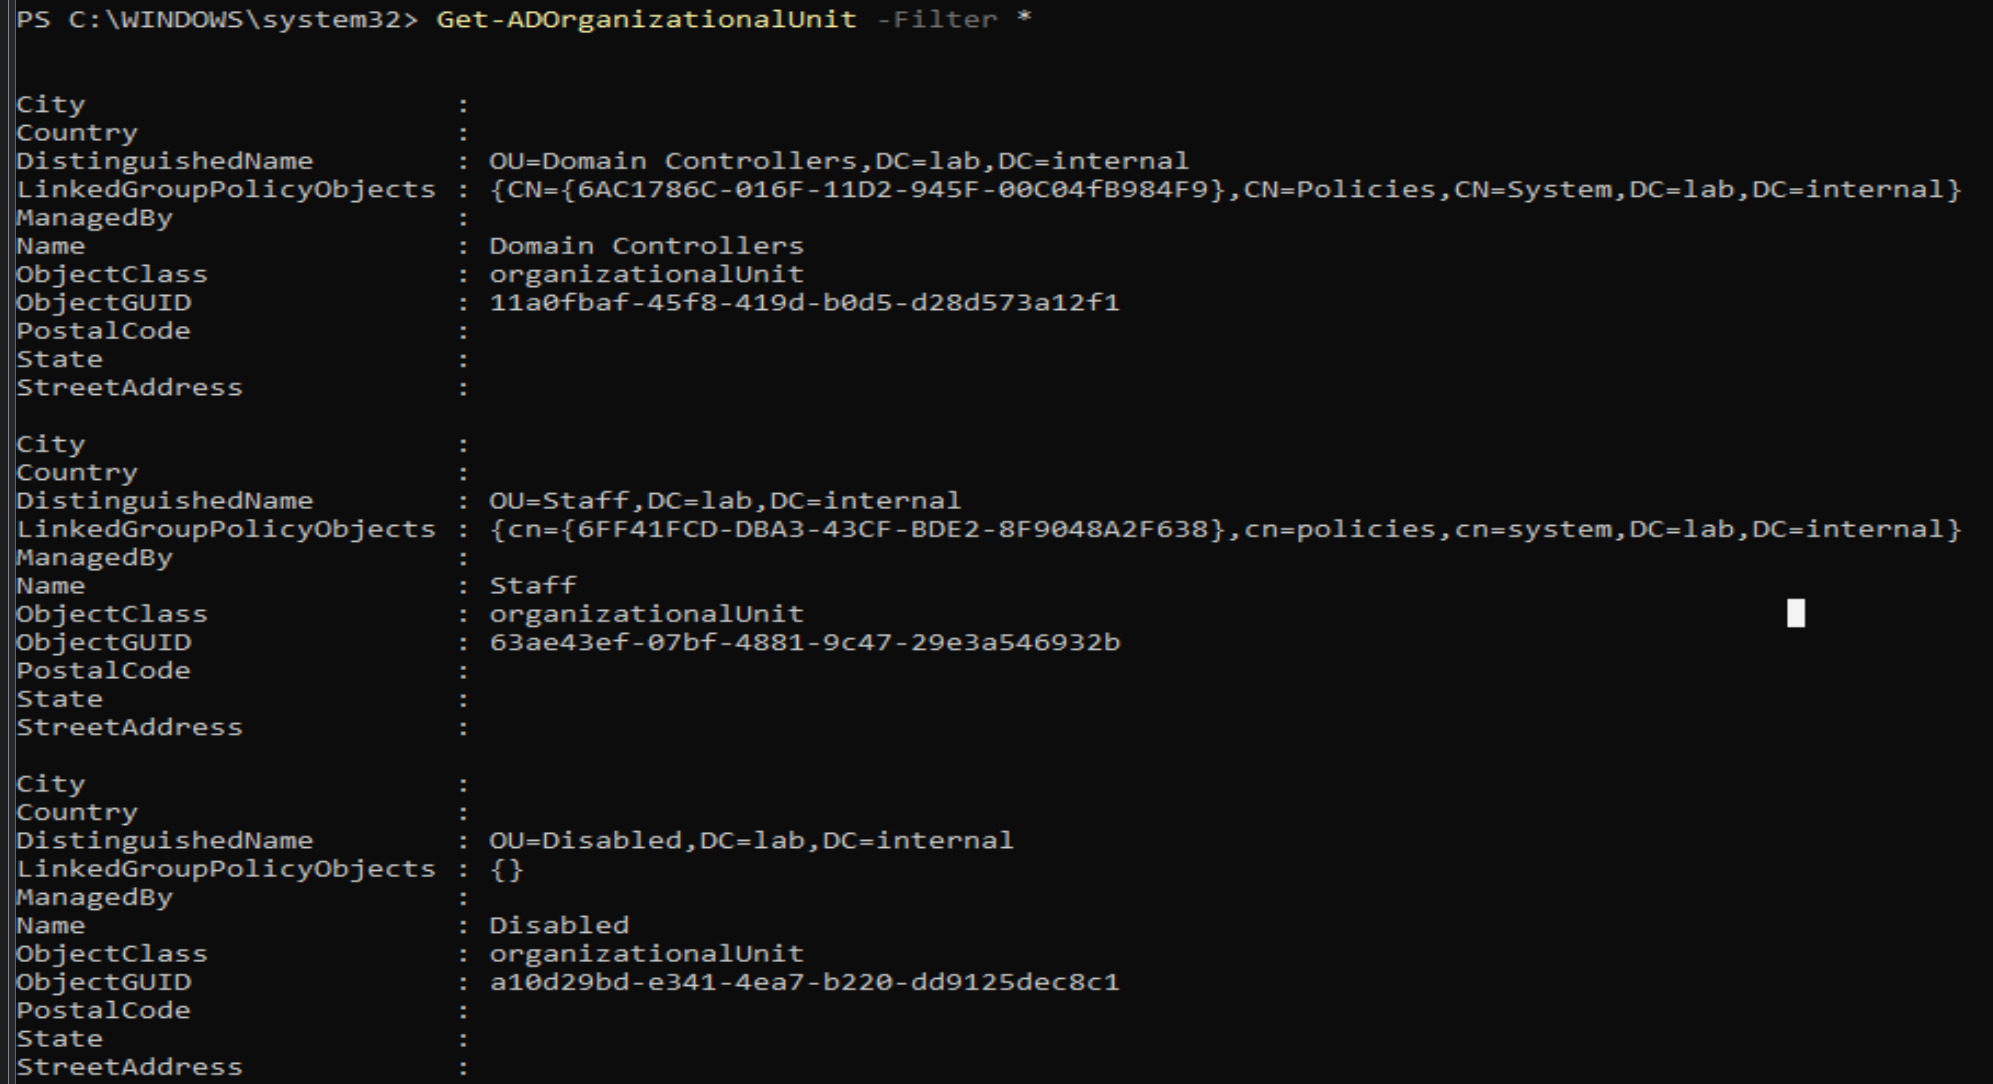 PS C:\WINDOWS\system32> Get-ADOrganizationalUnit -Filter *
City                     :
Country                  :
DistinguishedName        : OU=Domain Controllers,DC=lab,DC=internal
LinkedGroupPolicyObjects : {CN={6AC1786C-016F-11D2-945F-00C04fB984F9},CN=Policies,CN=System,DC=lab,DC=internal}
ManagedBy                :
Name                     : Domain Controllers
ObjectClass              : organizationalUnit
ObjectGUID               : 11a0fbaf-45f8-419d-b0d5-d28d573a12f1
PostalCode               :
State                    :
StreetAddress            :
City                     :
Country                  :
DistinguishedName        : OU=Staff,DC=lab,DC=internal
LinkedGroupPolicyObjects : {cn={6FF41FCD-DBA3-43CF-BDE2-8F9048A2F638},cn=policies,cn=system,DC=lab,DC=internal}
ManagedBy                :
Name                     : Staff
ObjectClass              : organizationalUnit
ObjectGUID               : 63ae43ef-07bf-4881-9c47-29e3a546932b
PostalCode               :
State                    :
StreetAddress            :
City                     :
Country                  :
DistinguishedName        : OU=Disabled,DC=lab,DC=internal
LinkedGroupPolicyObjects : {}
ManagedBy                :
Name                     : Disabled
ObjectClass              : organizationalUnit
ObjectGUID               : a10d29bd-e341-4ea7-b220-dd9125dec8c1
PostalCode               :
State                    :
StreetAddress            :